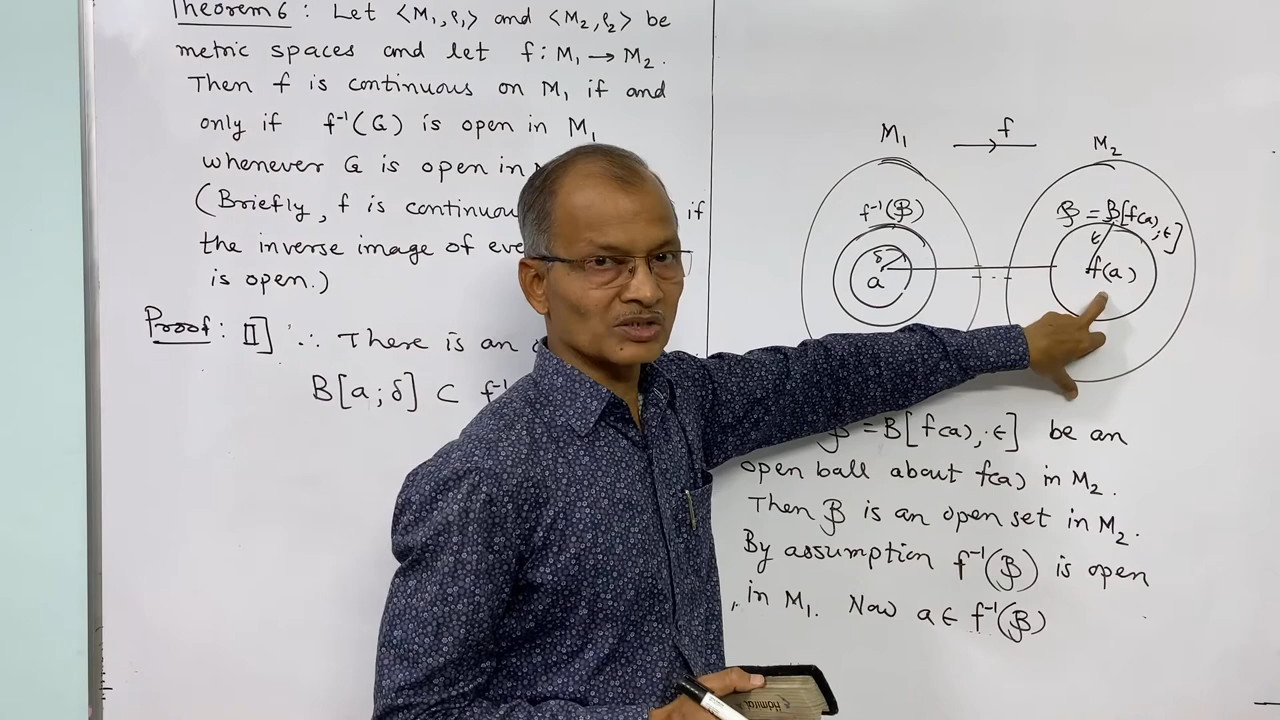 Theorem 6 : Let <M₁,ρ₁> and <M₂,ρ₂> be
metric spaces and let f : M₁ → M₂.
Then f is continuous on M₁ if and
only if f⁻¹(G) is open in M₁
whenever G is open in
(Briefly, f is continuou if
the inverse image of eve
is open.)
Proof : II] ∴ There is an
B[a ; δ] ⊂ f⁻¹
f
M₁ → M₂
f⁻¹(𝔅)
𝔅 = B[f(a), ϵ]
δ
ϵ
a
f(a)
𝔅 = B[f(a), ϵ] be an
open ball about f(a) in M₂.
Then 𝔅 is an open set in M₂.
By assumption f⁻¹(𝔅) is open
in M₁. Now a ∈ f⁻¹(𝔅)